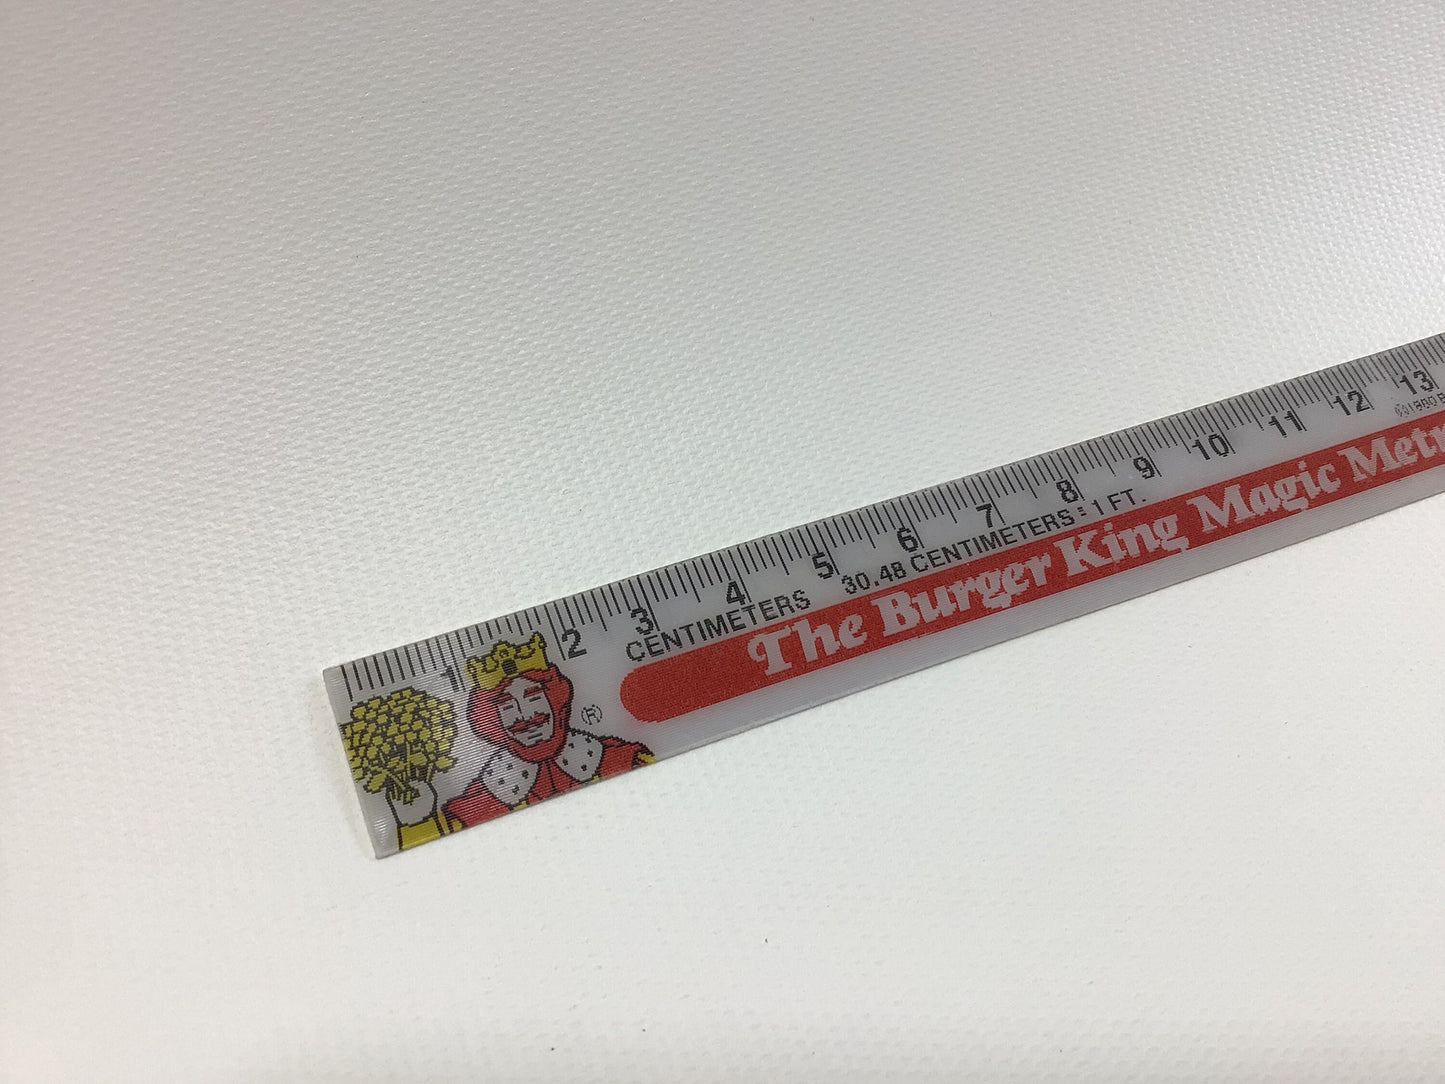 1 2 3 4 5 6 7 8 9 10 11 12 13
©1980
CENTIMETERS 30.48 CENTIMETERS = 1 FT.
The Burger King Magic Metr
®